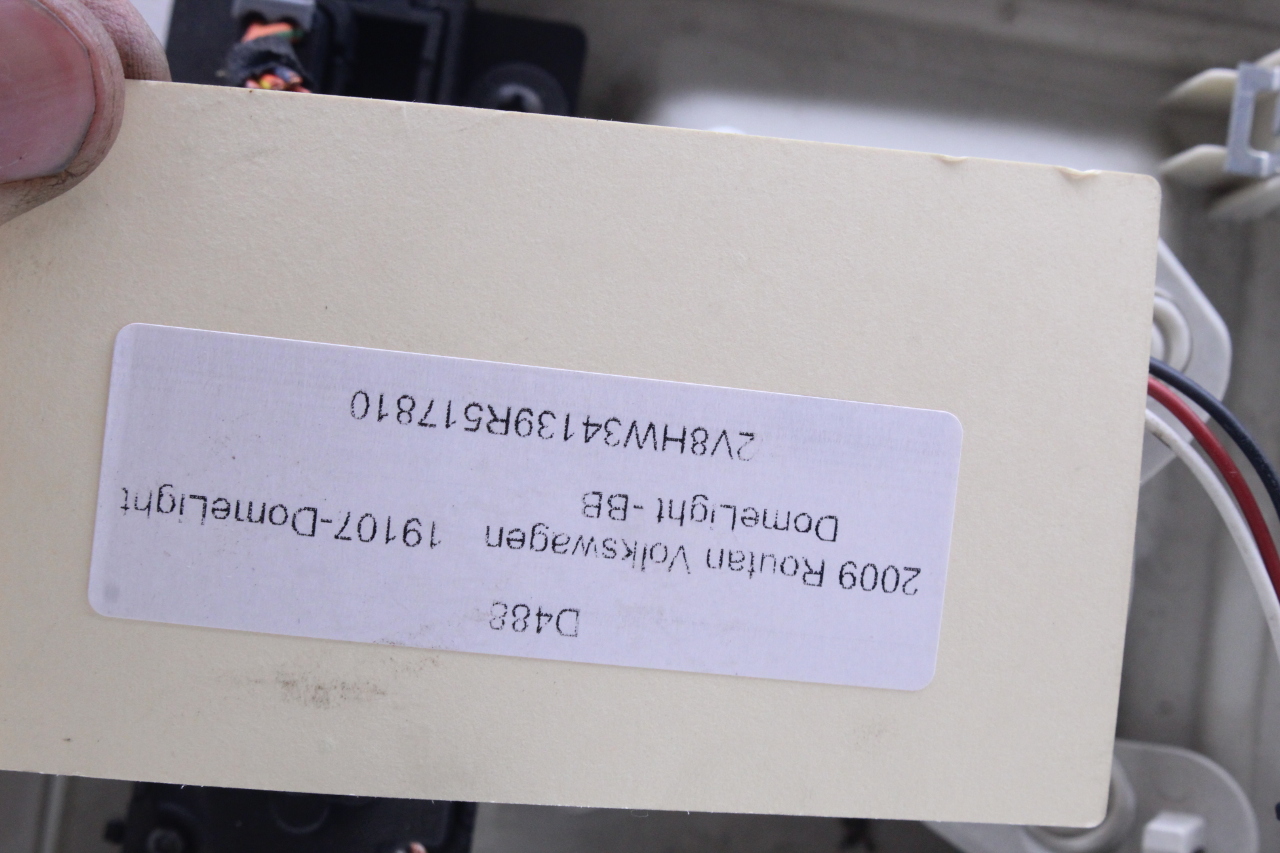 D488
2009 Routan Volkswagen 19107-DomeLight
DomeLight -BB
2V8HW34139R517810